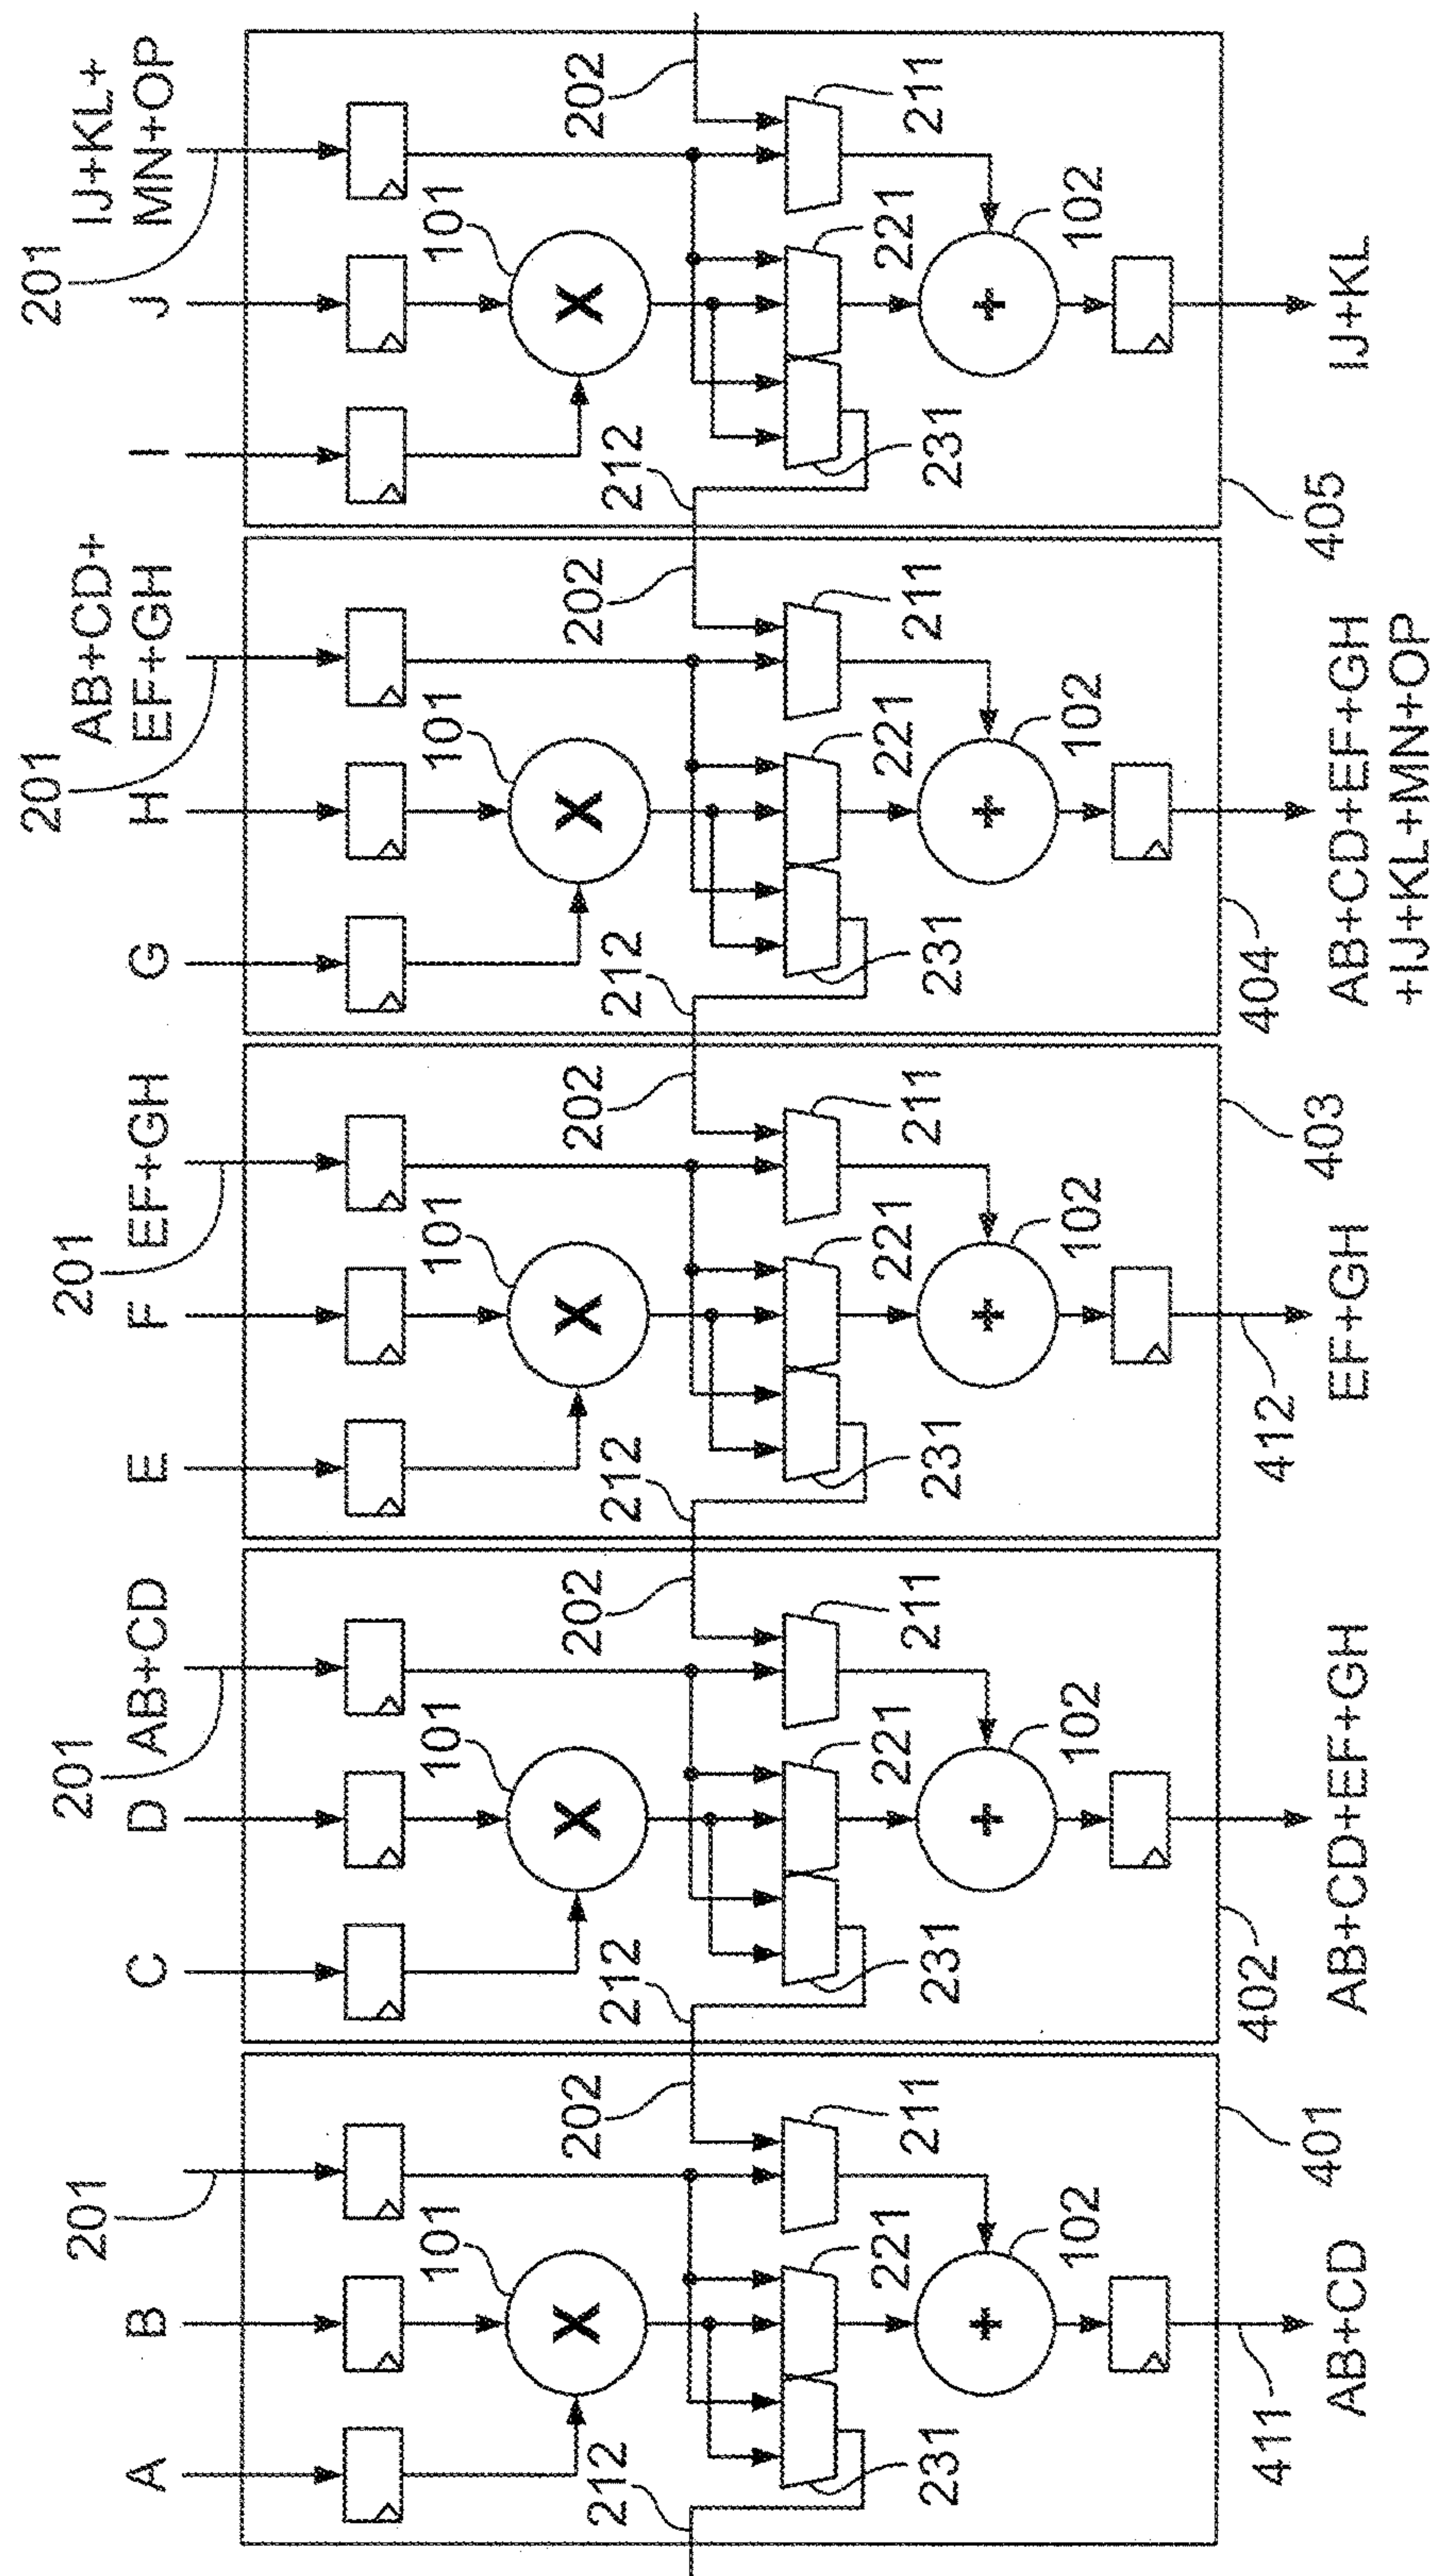 A
B
201
C
D
201
AB+CD
E
F
201
EF+GH
G
H
201
AB+CD+
EF+GH
I
J
201
IJ+KL+
MN+OP
101
202
X
212
231
221
211
+
102
411
AB+CD
401
101
202
X
212
231
221
211
+
102
402
AB+CD+EF+GH
101
202
X
212
231
221
211
+
102
412
EF+GH
403
101
202
X
212
231
221
211
+
102
404
AB+CD+EF+GH
+IJ+KL+MN+OP
101
202
X
212
231
221
211
+
102
405
IJ+KL